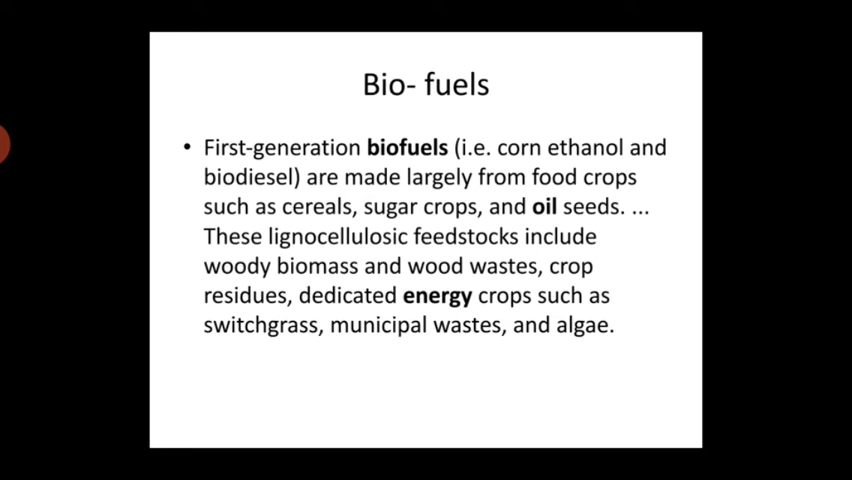 Bio- fuels
• First-generation biofuels (i.e. corn ethanol and
biodiesel) are made largely from food crops
such as cereals, sugar crops, and oil seeds. ...
These lignocellulosic feedstocks include
woody biomass and wood wastes, crop
residues, dedicated energy crops such as
switchgrass, municipal wastes, and algae.